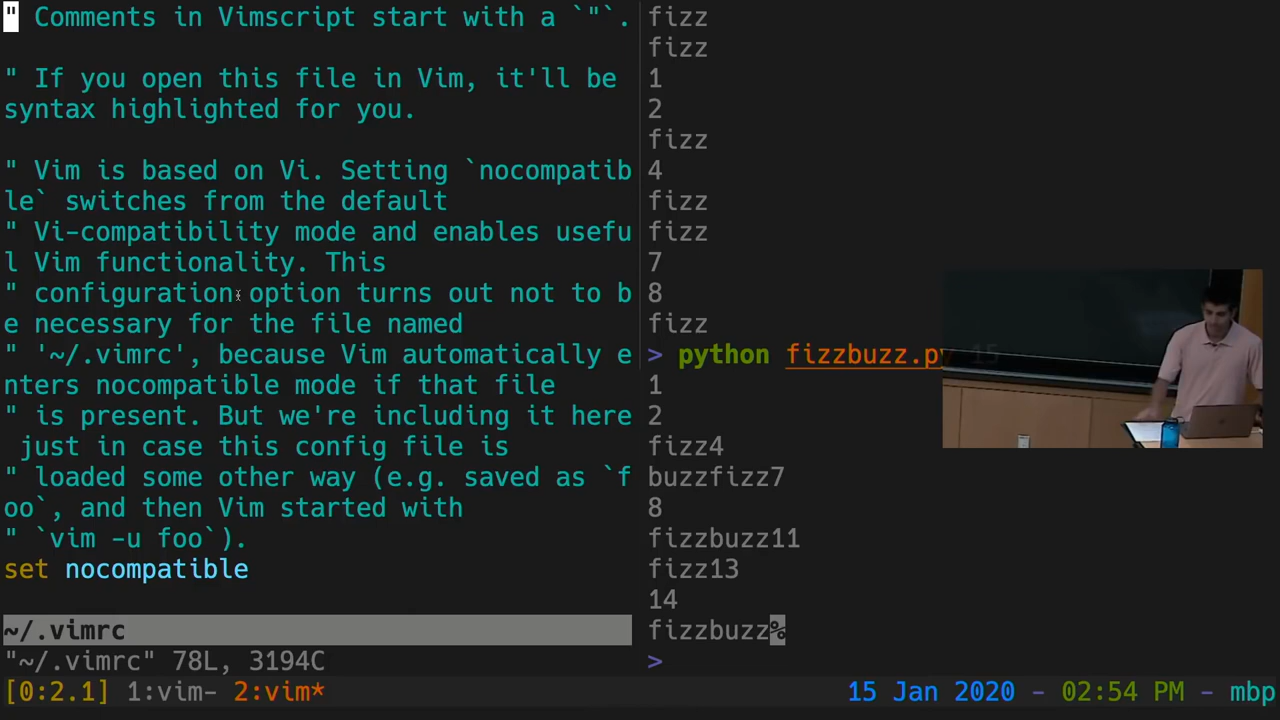 " Comments in Vimscript start with a `"`.
" If you open this file in Vim, it'll be
syntax highlighted for you.
" Vim is based on Vi. Setting `nocompatib
le` switches from the default
" Vi-compatibility mode and enables usefu
l Vim functionality. This
" configuration option turns out not to b
e necessary for the file named
" '~/.vimrc', because Vim automatically e
nters nocompatible mode if that file
" is present. But we're including it here
just in case this config file is
" loaded some other way (e.g. saved as `f
oo`, and then Vim started with
" `vim -u foo`).
set nocompatible
~/.vimrc
"~/.vimrc" 78L, 3194C
fizz
fizz
1
2
fizz
4
fizz
fizz
7
8
fizz
> python fizzbuzz.py 15
1
2
fizz4
buzzfizz7
8
fizzbuzz11
fizz13
14
fizzbuzz%
>
[0:2.1] 1:vim- 2:vim* 15 Jan 2020 - 02:54 PM - mbp